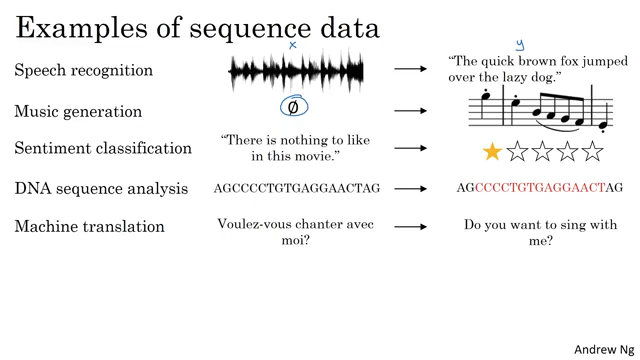 Examples of sequence data
x
y
Speech recognition
“The quick brown fox jumped
over the lazy dog.”
Music generation
∅
Sentiment classification
“There is nothing to like
in this movie.”
DNA sequence analysis
AGCCCCTGTGAGGAACTAG
AGCCCCTGTGAGGAACTAG
Machine translation
Voulez-vous chanter avec
moi?
Do you want to sing with
me?
Andrew Ng